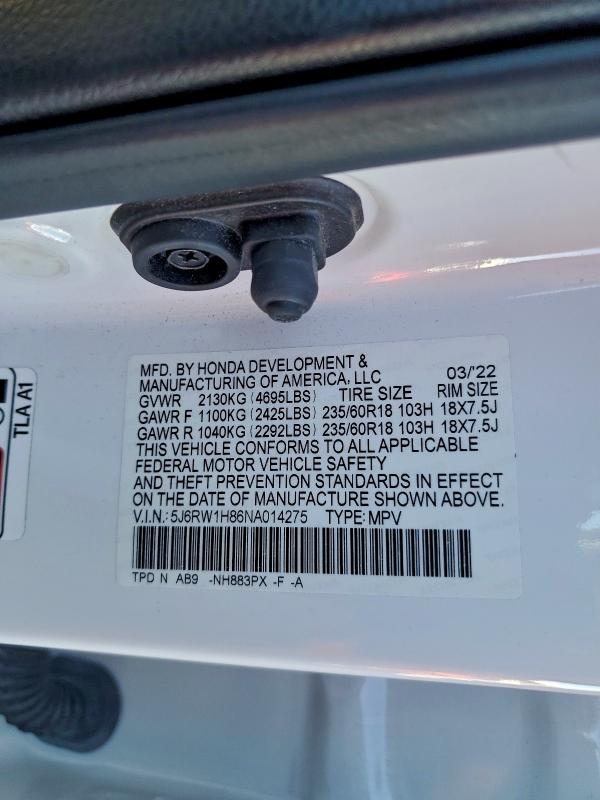 MFD. BY HONDA DEVELOPMENT &
MANUFACTURING OF AMERICA, LLC 03/'22
GVWR 2130KG (4695LBS) TIRE SIZE RIM SIZE
GAWR F 1100KG (2425LBS) 235/60R18 103H 18X7.5J
GAWR R 1040KG (2292LBS) 235/60R18 103H 18X7.5J
THIS VEHICLE CONFORMS TO ALL APPLICABLE
FEDERAL MOTOR VEHICLE SAFETY
AND THEFT PREVENTION STANDARDS IN EFFECT
ON THE DATE OF MANUFACTURE SHOWN ABOVE.
V.I.N.: 5J6RW1H86NA014275 TYPE: MPV
TPD N AB9 -NH883PX -F -A
TLA A1